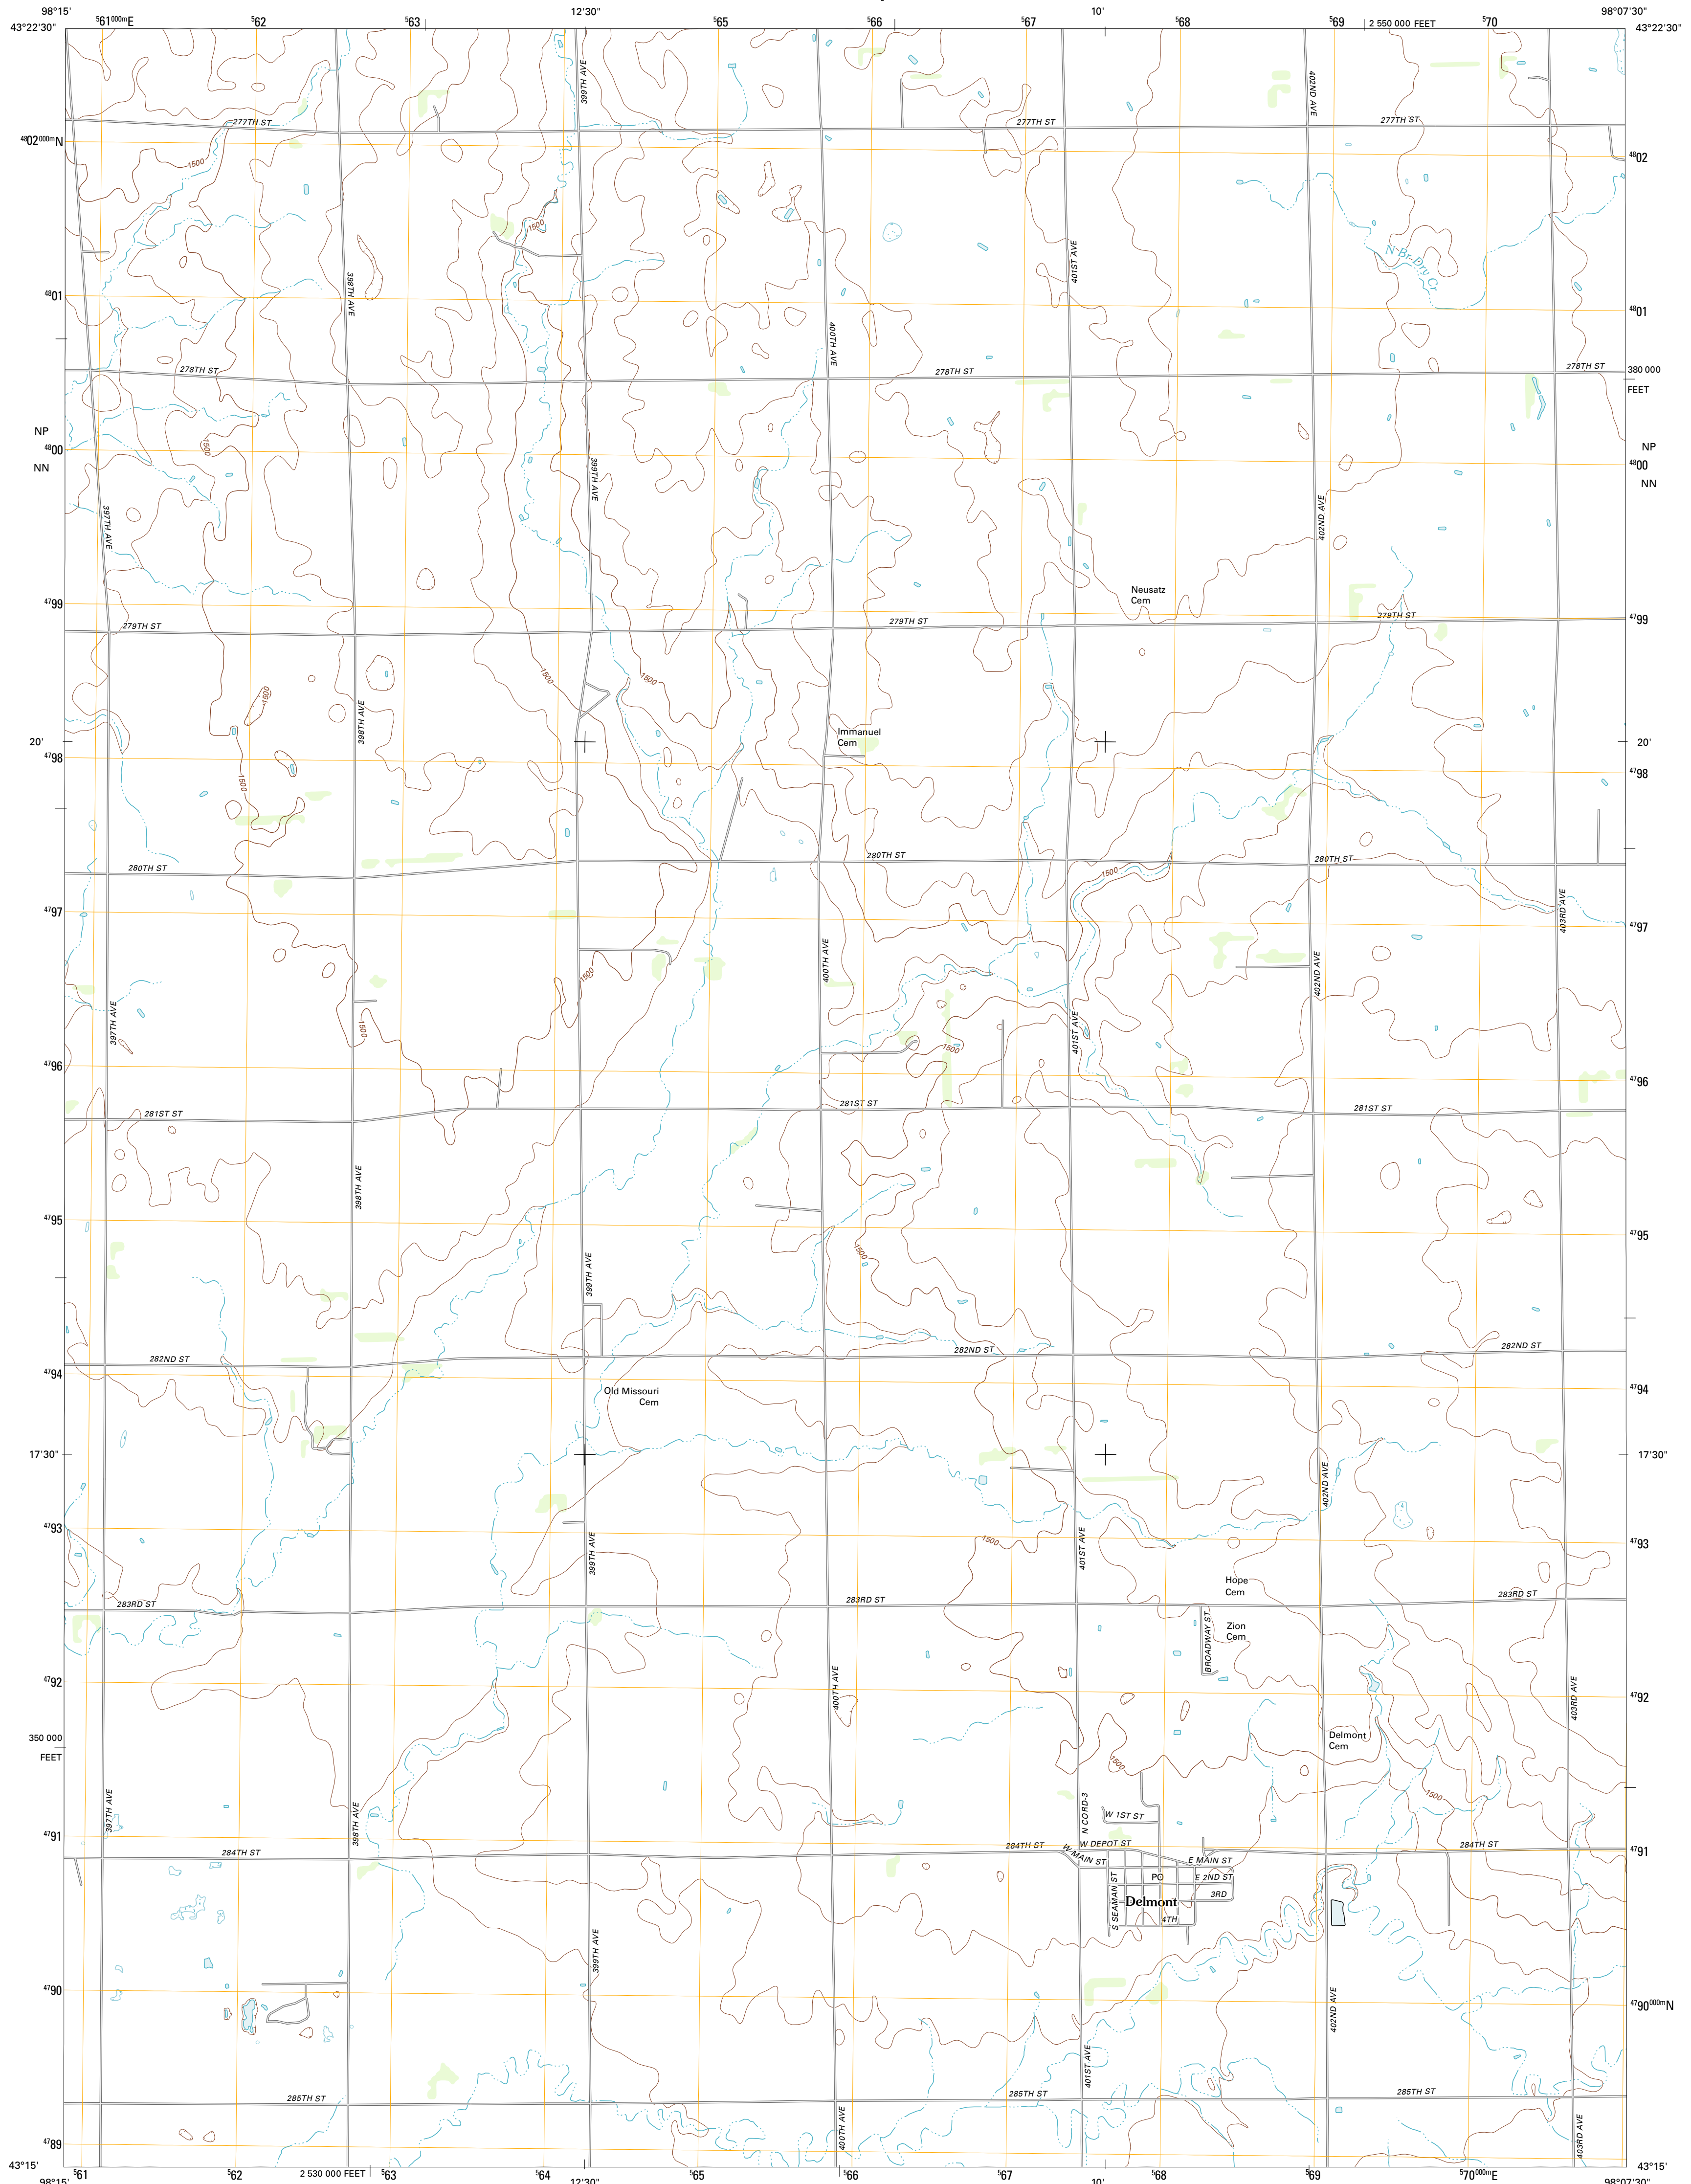 98°15'
⁵61⁰⁰⁰ᵐE
⁵62
⁵63
12'30"
⁵65
⁵66
⁵67
10'
⁵68
⁵69
2 550 000 FEET
⁵70
98°07'30"
43°22'30"
43°22'30"
399TH AVE
402ND AVE
277TH ST
277TH ST
277TH ST
⁴⁸02⁰⁰⁰ᵐN
⁴⁸02
1500
1500
N Br Dry Cr
398TH AVE
401ST AVE
⁴⁸01
⁴⁸01
400TH AVE
278TH ST
278TH ST
278TH ST
380 000
FEET
NP
⁴⁸00
NN
1500
NP
⁴⁸00
NN
399TH AVE
397TH AVE
402ND AVE
Neusatz
Cem
⁴⁷99
⁴⁷99
279TH ST
279TH ST
279TH ST
1500
1500
1500
398TH AVE
Immanuel
Cem
20'
20'
⁴⁷98
⁴⁷98
1500
280TH ST
280TH ST
280TH ST
1500
403RD AVE
⁴⁷97
⁴⁷97
400TH AVE
402ND AVE
1500
397TH AVE
1500
401ST AVE
1500
⁴⁷96
⁴⁷96
281ST ST
281ST ST
281ST ST
398TH AVE
⁴⁷95
⁴⁷95
1500
399TH AVE
282ND ST
282ND ST
282ND ST
⁴⁷94
⁴⁷94
Old Missouri
Cem
17'30"
17'30"
402ND AVE
⁴⁷93
⁴⁷93
399TH AVE
1500
401ST AVE
Hope
Cem
283RD ST
283RD ST
283RD ST
BROADWAY ST
Zion
Cem
⁴⁷92
⁴⁷92
400TH AVE
403RD AVE
350 000
FEET
Delmont
Cem
1500
1500
397TH AVE
398TH AVE
N CORD-3
W 1ST ST
⁴⁷91
⁴⁷91
284TH ST
284TH ST
W DEPOT ST
284TH ST
W MAIN ST
E MAIN ST
PO
E 2ND ST
S SEAMAN ST
3RD
Delmont
4TH
399TH AVE
⁴⁷90
⁴⁷90⁰⁰⁰ᵐN
402ND AVE
401ST AVE
285TH ST
285TH ST
285TH ST
400TH AVE
403RD AVE
⁴⁷89
43°15'
43°15'
98°15'
⁵61
⁵62
2 530 000 FEET
⁵63
⁵64
12'30"
⁵65
⁵66
⁵67
10'
⁵68
⁵69
⁵70⁰⁰⁰ᵐE
98°07'30"